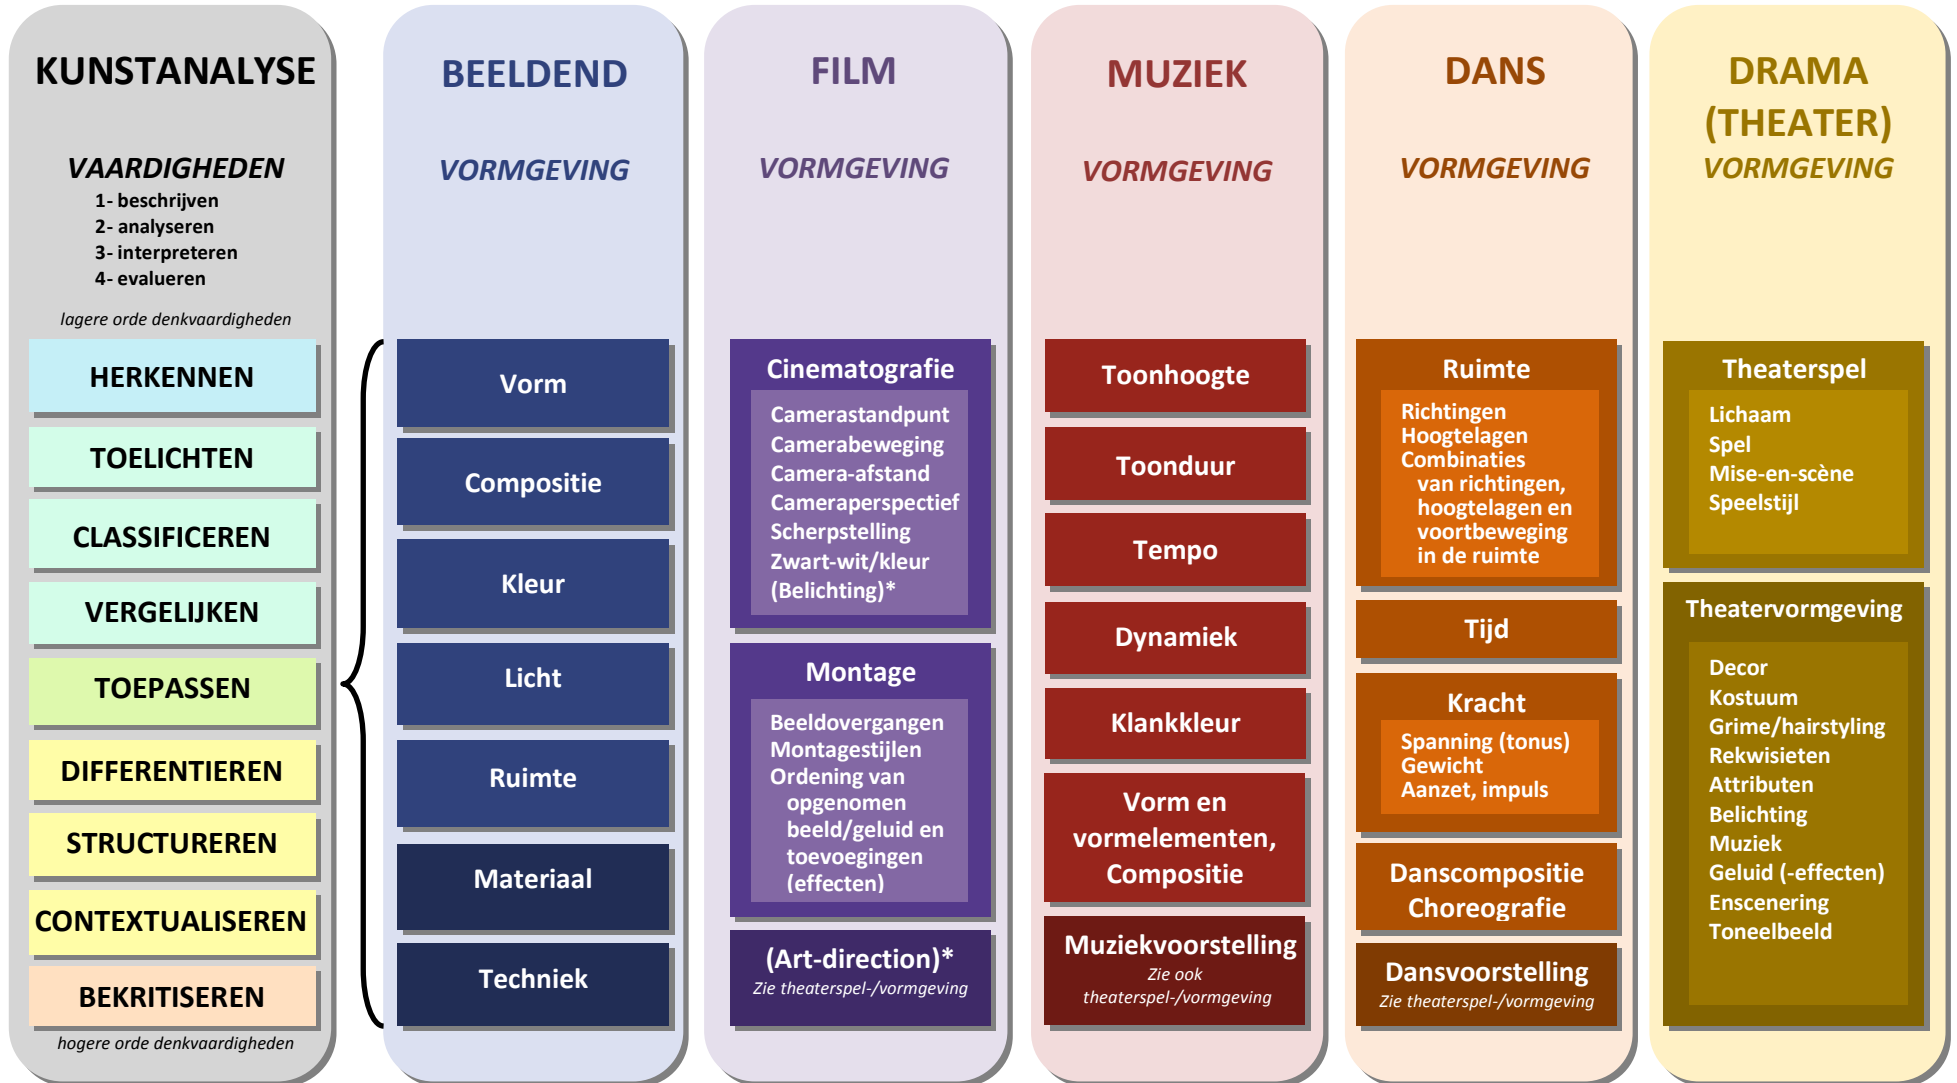 KUNSTANALYSE
VAARDIGHEDEN
1- beschrijven
2- analyseren
3- interpreteren
4- evalueren
lagere orde denkvaardigheden
HERKENNEN
TOELICHTEN
CLASSIFICEREN
VERGELIJKEN
TOEPASSEN
DIFFERENTIEREN
STRUCTUREREN
CONTEXTUALISEREN
BEKRITISEREN
hogere orde denkvaardigheden
BEELDEND
VORMGEVING
Vorm
Compositie
Kleur
Licht
Ruimte
Materiaal
Techniek
FILM
VORMGEVING
Cinematografie
Camerastandpunt
Camerabeweging
Camera-afstand
Cameraperspectief
Scherpstelling
Zwart-wit/kleur
(Belichting)*
Montage
Beeldovergangen
Montagestijlen
Ordening van
opgenomen
beeld/geluid en
toevoegingen
(effecten)
(Art-direction)*
Zie theaterspel-/vormgeving
MUZIEK
VORMGEVING
Toonhoogte
Toonduur
Tempo
Dynamiek
Klankkleur
Vorm en
vormelementen,
Compositie
Muziekvoorstelling
Zie ook
theaterspel-/vormgeving
DANS
VORMGEVING
Ruimte
Richtingen
Hoogtelagen
Combinaties
van richtingen,
hoogtelagen en
voortbeweging
in de ruimte
Tijd
Kracht
Spanning (tonus)
Gewicht
Aanzet, impuls
Danscompositie
Choreografie
Dansvoorstelling
Zie theaterspel-/vormgeving
DRAMA
(THEATER)
VORMGEVING
Theaterspel
Lichaam
Spel
Mise-en-scène
Speelstijl
Theatervormgeving
Decor
Kostuum
Grime/hairstyling
Rekwisieten
Attributen
Belichting
Muziek
Geluid (-effecten)
Enscenering
Toneelbeeld